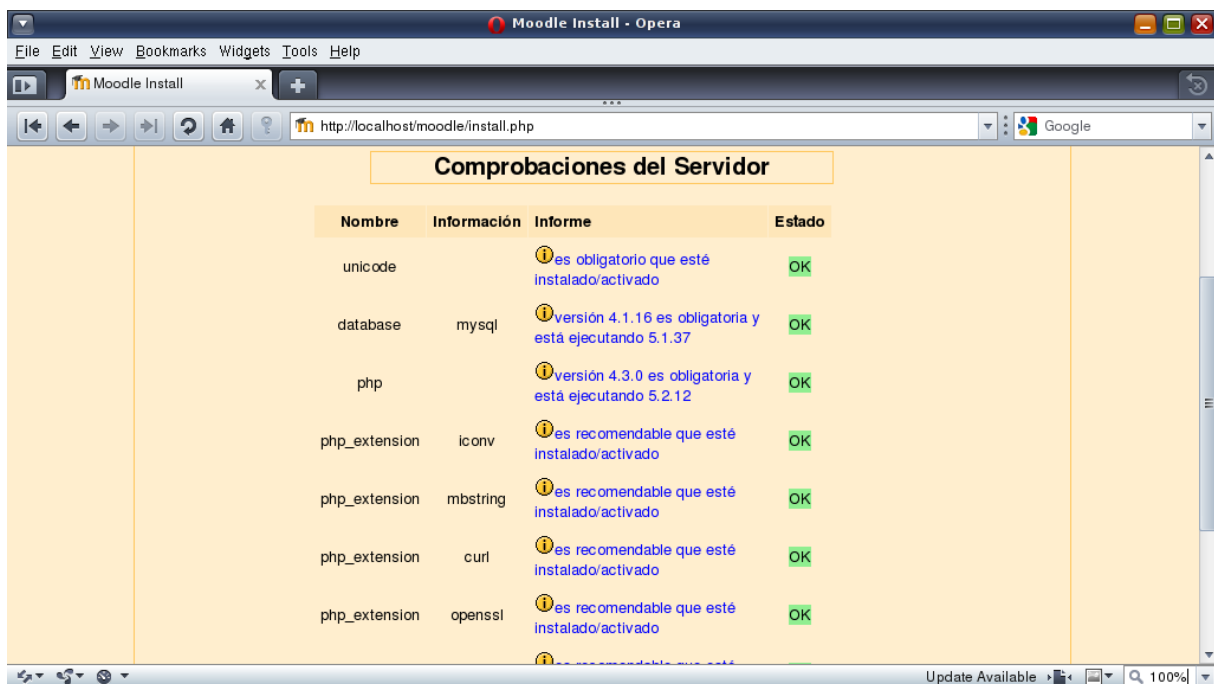 Moodle Install - Opera
File Edit View Bookmarks Widgets Tools Help
Moodle Install
http://localhost/moodle/install.php
Google
Comprobaciones del Servidor
Nombre Información Informe Estado
unicode es obligatorio que esté instalado/activado OK
database mysql versión 4.1.16 es obligatoria y está ejecutando 5.1.37 OK
php versión 4.3.0 es obligatoria y está ejecutando 5.2.12 OK
php_extension iconv es recomendable que esté instalado/activado OK
php_extension mbstring es recomendable que esté instalado/activado OK
php_extension curl es recomendable que esté instalado/activado OK
php_extension openssl es recomendable que esté instalado/activado OK
es recomendable que esté
Update Available 100%